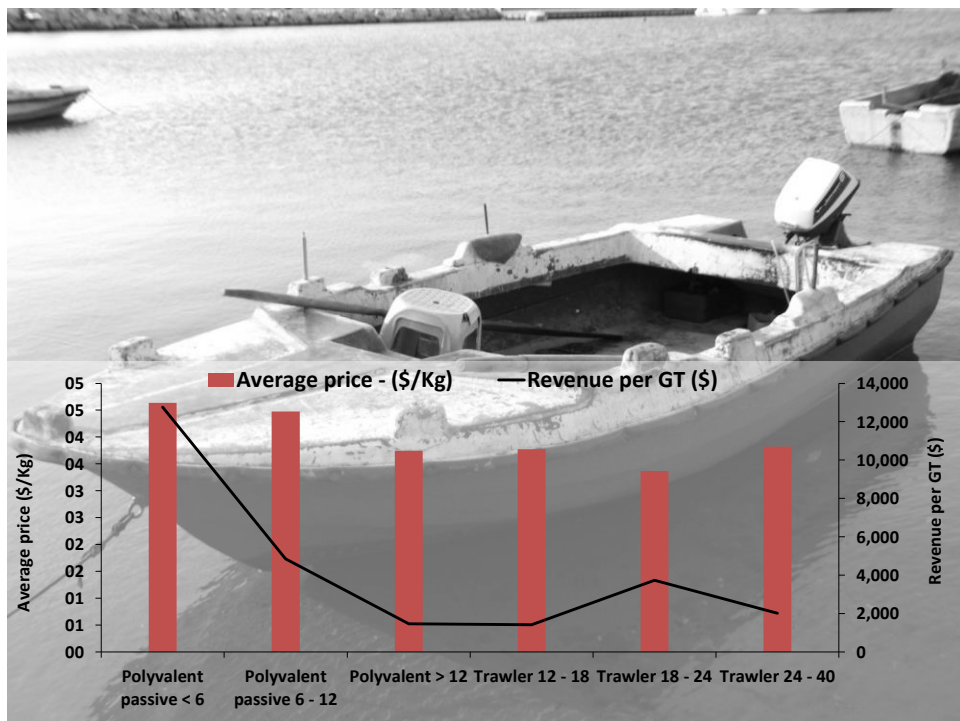 Average price - ($/Kg) Revenue per GT ($)
Average price ($/Kg)
05
05
04
04
03
03
02
02
01
01
00
14,000
12,000
10,000
8,000
6,000
4,000
2,000
0
Revenue per GT ($)
Polyvalent passive < 6
Polyvalent passive 6 - 12
Polyvalent > 12
Trawler 12 - 18
Trawler 18 - 24
Trawler 24 - 40